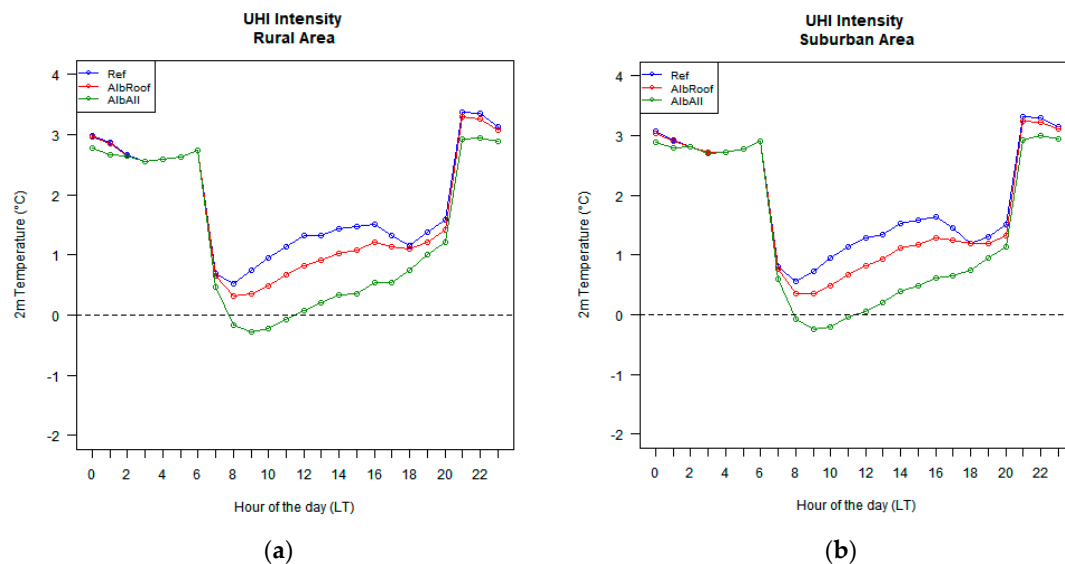 UHI Intensity
Rural Area
Ref
AlbRoof
AlbAll
2m Temperature (°C)
4
3
2
1
0
-1
-2
0 2 4 6 8 10 12 14 16 18 20 22
Hour of the day (LT)
(a)
UHI Intensity
Suburban Area
Ref
AlbRoof
AlbAll
2m Temperature (°C)
4
3
2
1
0
-1
-2
0 2 4 6 8 10 12 14 16 18 20 22
Hour of the day (LT)
(b)